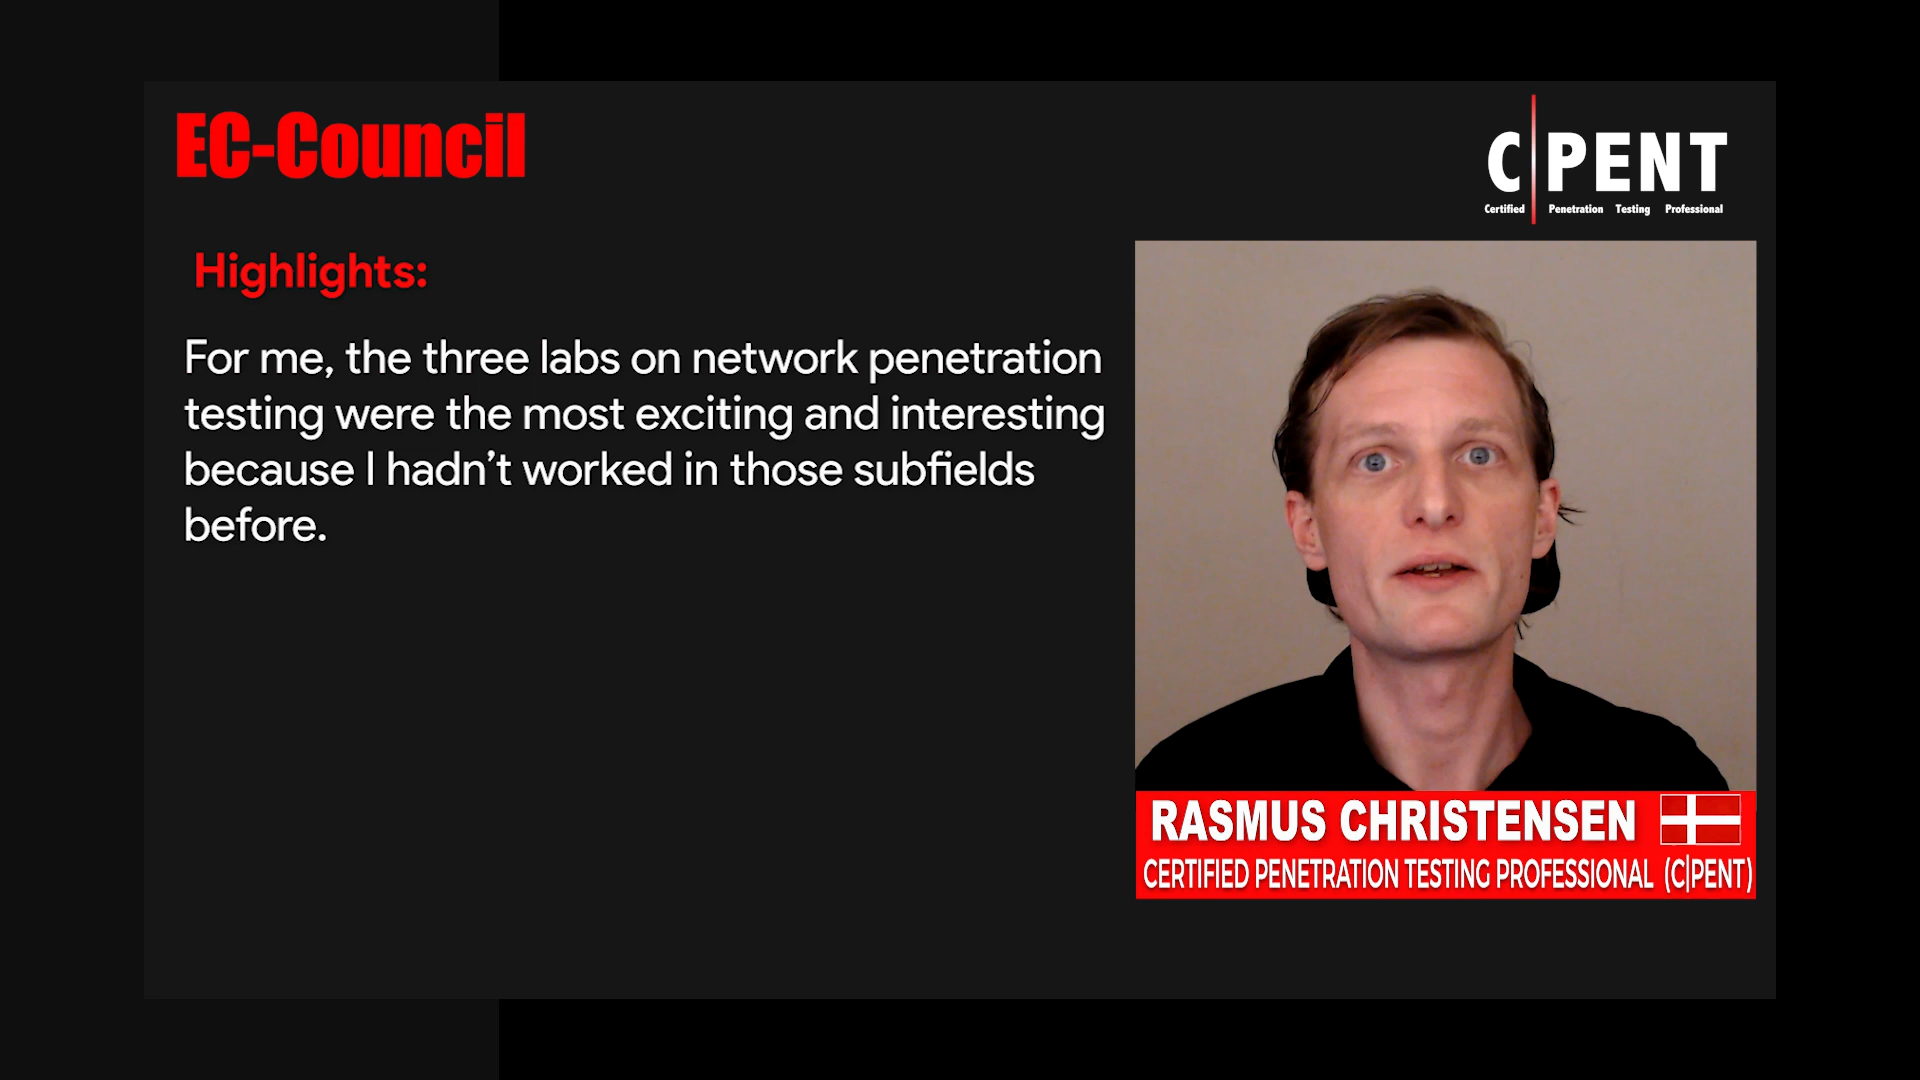 EC-Council
C|PENT
Certified Penetration Testing Professional
Highlights:
For me, the three labs on network penetration
testing were the most exciting and interesting
because I hadn’t worked in those subfields
before.
RASMUS CHRISTENSEN
CERTIFIED PENETRATION TESTING PROFESSIONAL (C|PENT)